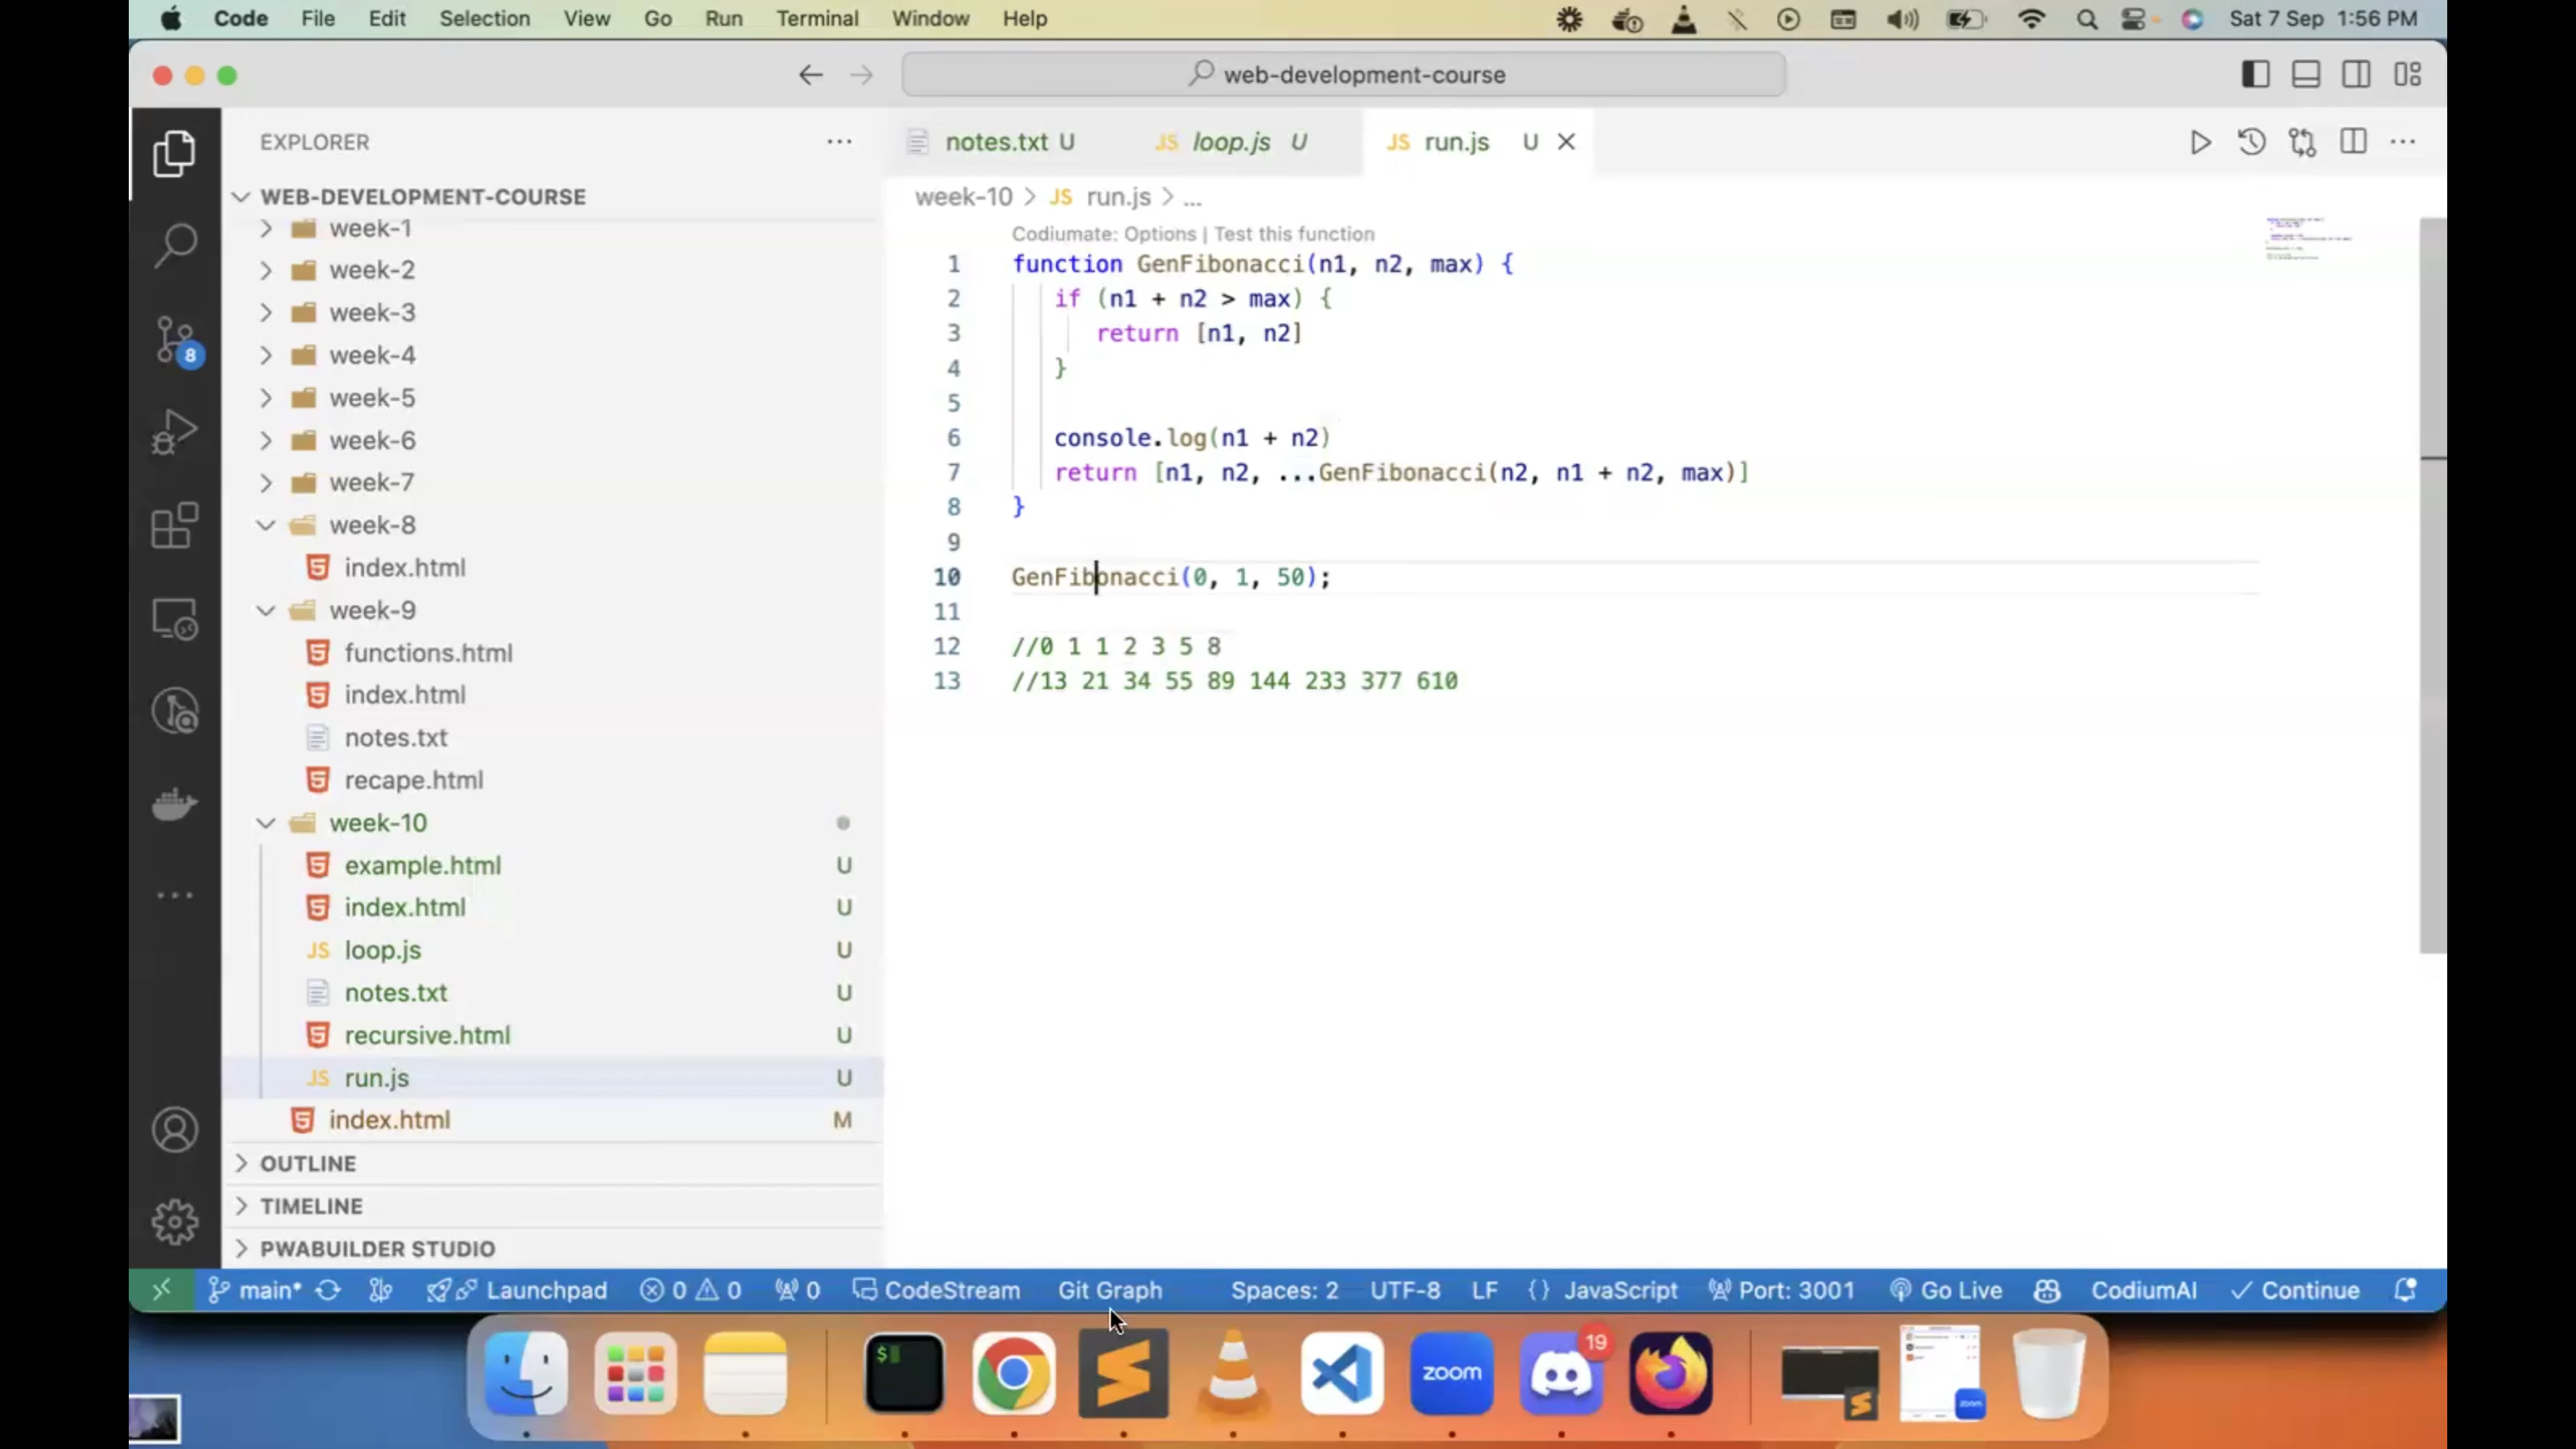 Code File Edit Selection View Go Run Terminal Window Help Sat 7 Sep 1:56 PM
web-development-course
EXPLORER
WEB-DEVELOPMENT-COURSE
week-1
week-2
week-3
week-4
week-5
week-6
week-7
week-8
index.html
week-9
functions.html
index.html
notes.txt
recape.html
week-10
example.html U
index.html U
loop.js U
notes.txt U
recursive.html U
JS run.js U
index.html M
OUTLINE
TIMELINE
PWABUILDER STUDIO
8
notes.txt U JS loop.js U JS run.js U
week-10 > JS run.js > ...
Codiumate: Options | Test this function
1 function GenFibonacci(n1, n2, max) {
2 if (n1 + n2 > max) {
3 return [n1, n2]
4 }
5
6 console.log(n1 + n2)
7 return [n1, n2, ...GenFibonacci(n2, n1 + n2, max)]
8 }
9
10 GenFibonacci(0, 1, 50);
11
12 //0 1 1 2 3 5 8
13 //13 21 34 55 89 144 233 377 610
main* Launchpad 0 0 0 CodeStream Git Graph Spaces: 2 UTF-8 LF {} JavaScript Port: 3001 Go Live CodiumAI Continue
$ zoom 19 zoom